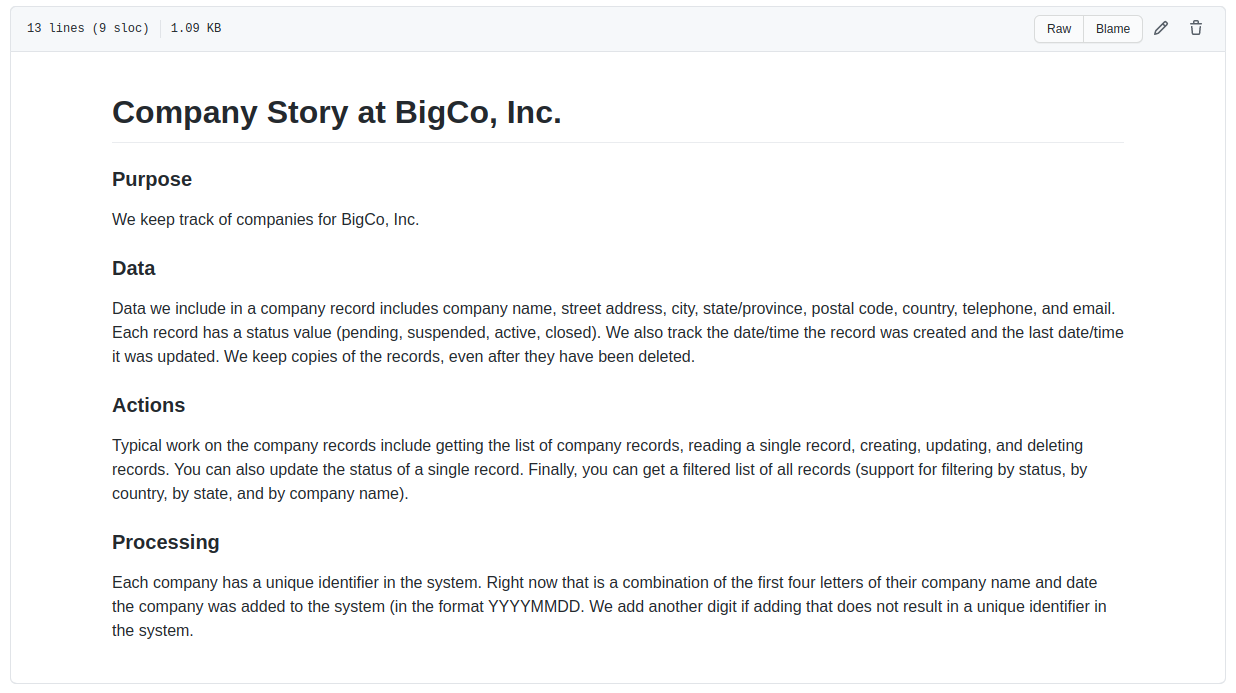 13 lines (9 sloc) 1.09 KB Raw Blame
Company Story at BigCo, Inc.
Purpose
We keep track of companies for BigCo, Inc.
Data
Data we include in a company record includes company name, street address, city, state/province, postal code, country, telephone, and email.
Each record has a status value (pending, suspended, active, closed). We also track the date/time the record was created and the last date/time
it was updated. We keep copies of the records, even after they have been deleted.
Actions
Typical work on the company records include getting the list of company records, reading a single record, creating, updating, and deleting
records. You can also update the status of a single record. Finally, you can get a filtered list of all records (support for filtering by status, by
country, by state, and by company name).
Processing
Each company has a unique identifier in the system. Right now that is a combination of the first four letters of their company name and date
the company was added to the system (in the format YYYYMMDD. We add another digit if adding that does not result in a unique identifier in
the system.